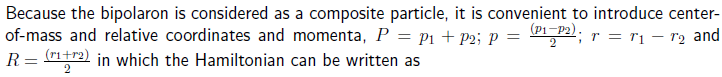 Because the bipolaron is considered as a composite particle, it is convenient to introduce center-
of-mass and relative coordinates and momenta, P = p₁ + p₂; p = (p₁−p₂)/2; r = r₁ − r₂ and
R = (r₁+r₂)/2 in which the Hamiltonian can be written as